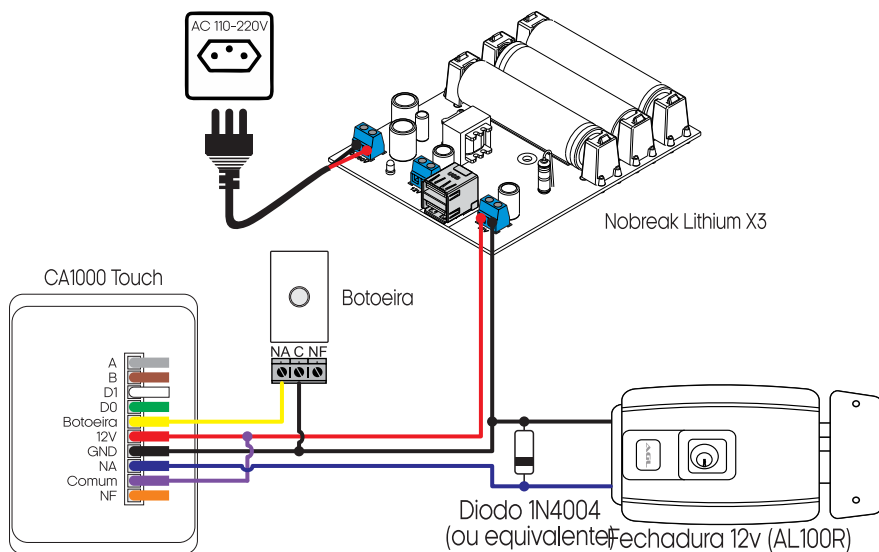 AC 110-220V
Nobreak Lithium X3
CA1000 Touch
Botoeira
NA C NF
A
B
D1
D0
Botoeira
12V
GND
NA
Comum
NF
AGL
Diodo 1N4004
(ou equivalente)
Fechadura 12v (AL100R)